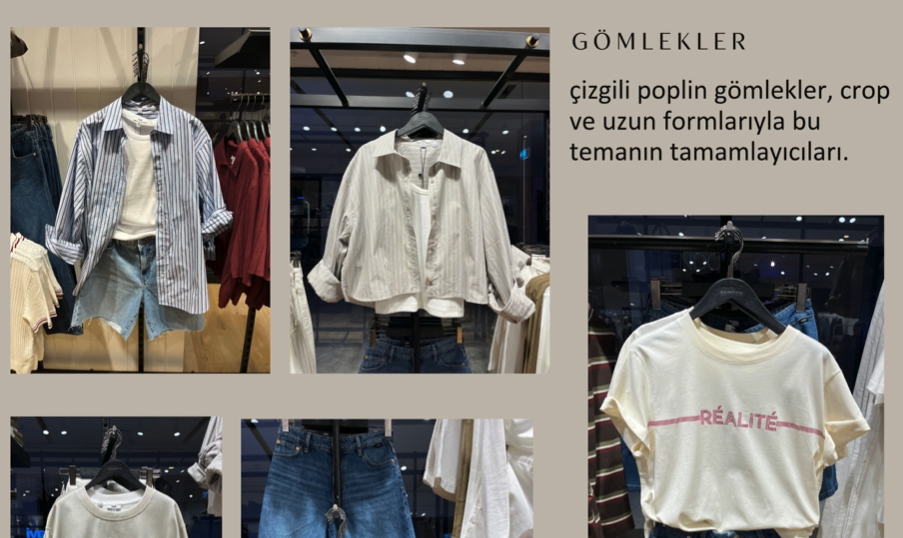 GÖMLEKLER
çizgili poplin gömlekler, crop
ve uzun formlarıyla bu
temanın tamamlayıcıları.
RÉALITÉ